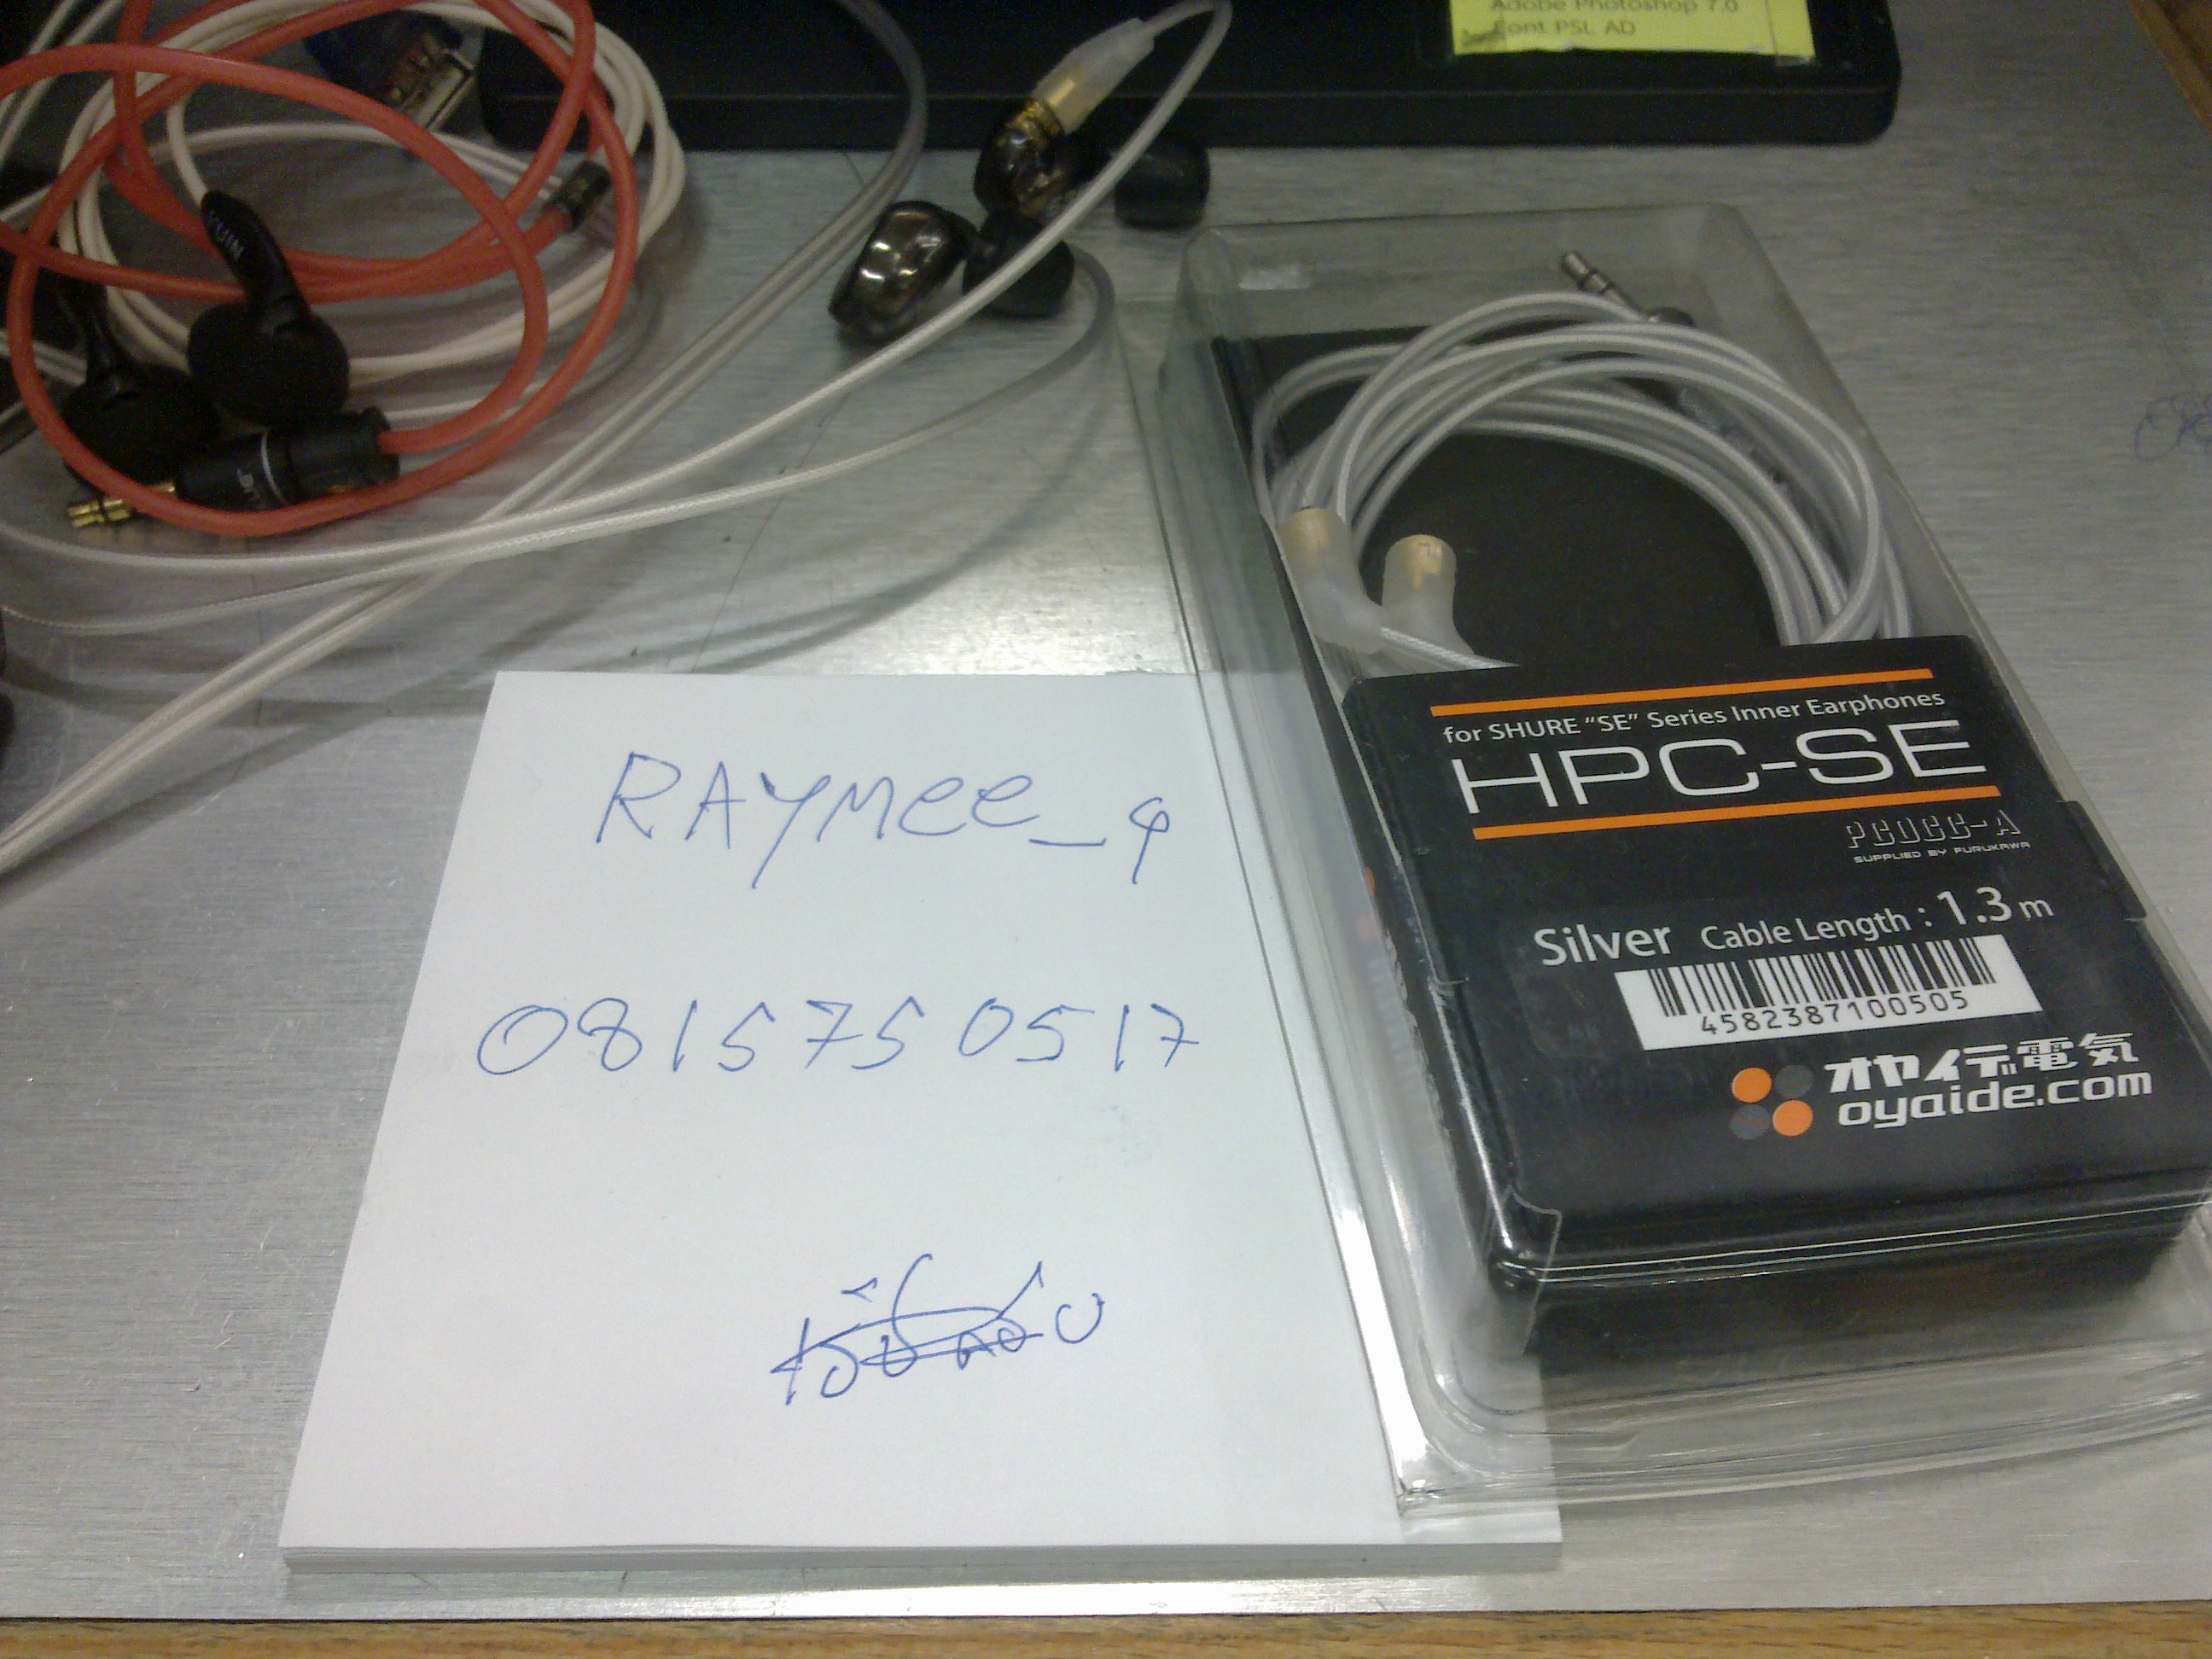 Adobe Photoshop 7.0
Font PSL AD
VUIN
RAYMEE_9
0815750517
for SHURE "SE" Series Inner Earphones
HPC-SE
PCOCC-A
SUPPLIED BY FURUKAWA
Silver Cable Length : 1.3 m
4582387100505
オヤイデ電気
oyaide.com